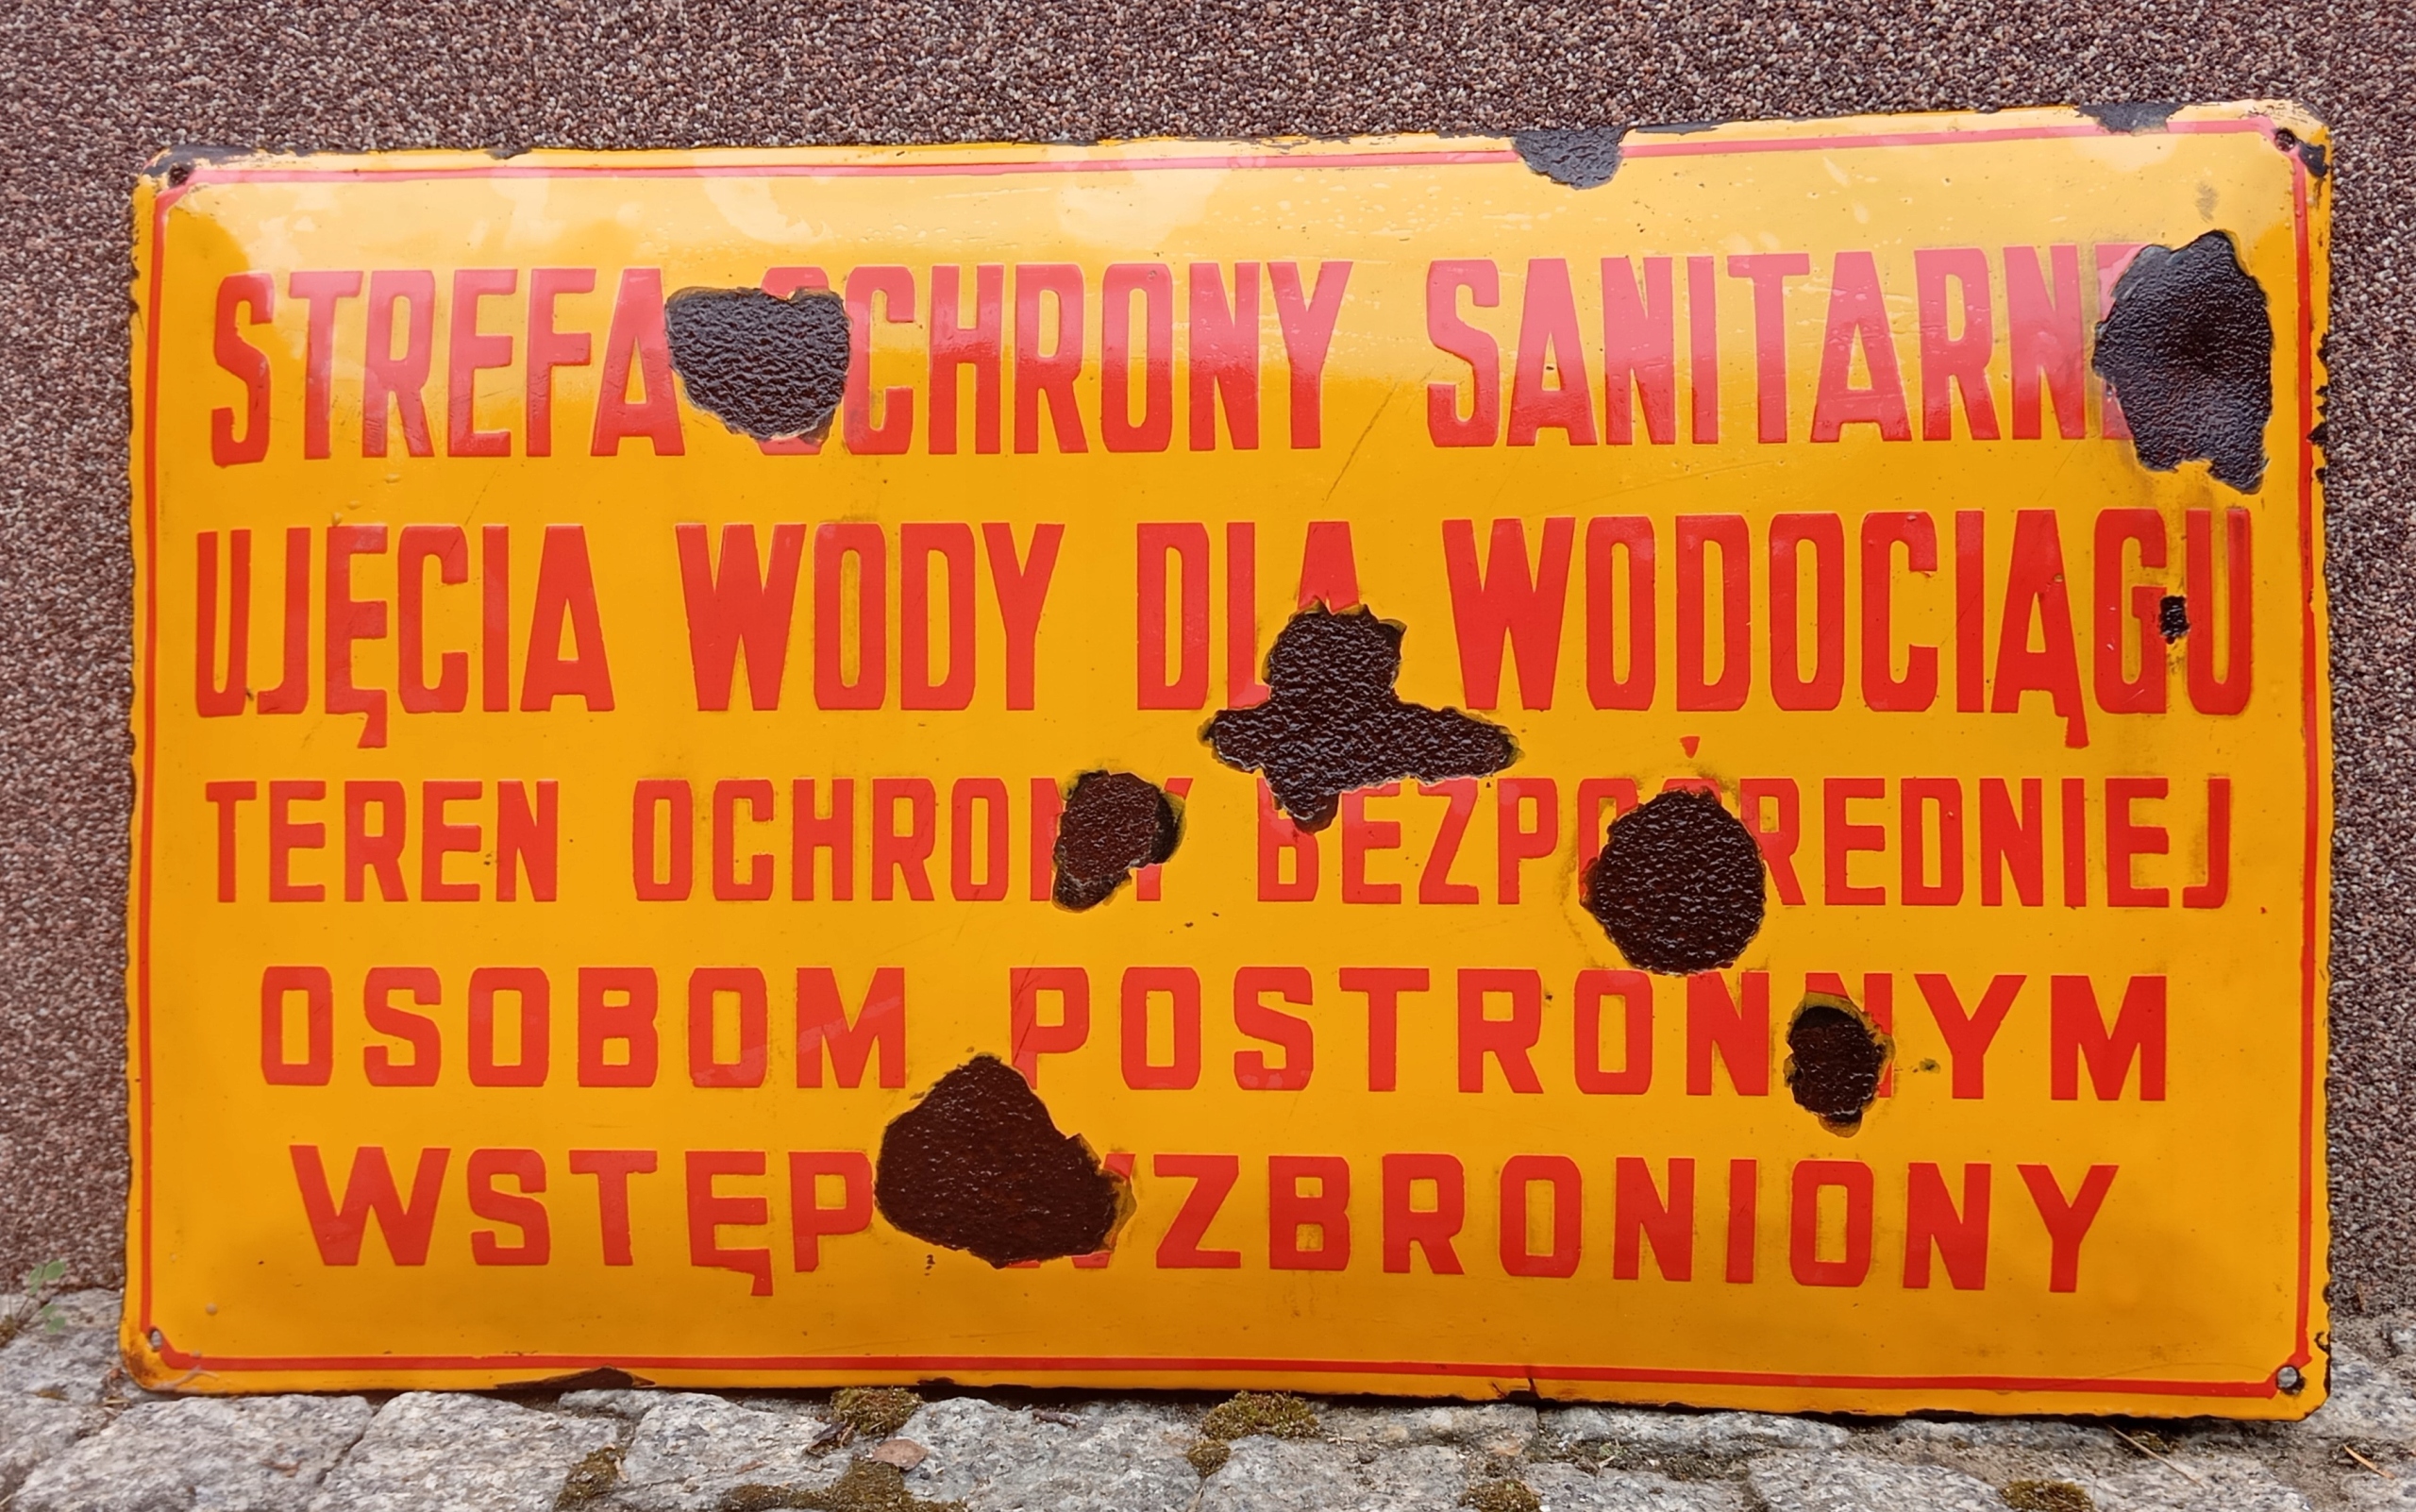 STREFA OCHRONY SANITARNEJ
UJĘCIA WODY DLA WODOCIĄGU
TEREN OCHRONY BEZPOŚREDNIEJ
OSOBOM POSTRONNYM
WSTĘP WZBRONIONY